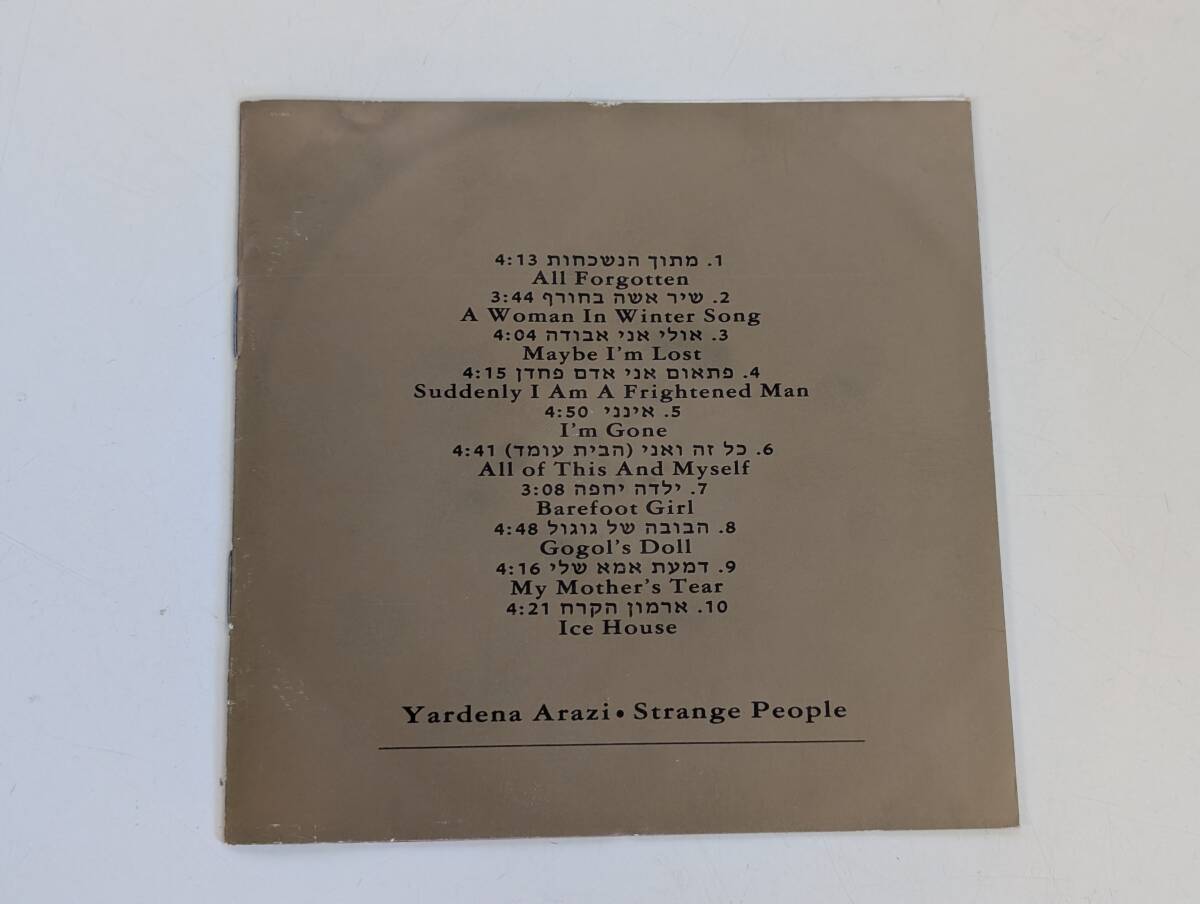 1. מתוך הנשכחות 4:13
All Forgotten
2. שיר אשה בחורף 3:44
A Woman In Winter Song
3. אולי אני אבודה 4:04
Maybe I'm Lost
4. פתאום אני אדם פחדן 4:15
Suddenly I Am A Frightened Man
5. אינני 4:50
I'm Gone
6. כל זה ואני (הבית עומד) 4:41
All of This And Myself
7. ילדה יחפה 3:08
Barefoot Girl
8. הבובה של גוגול 4:48
Gogol's Doll
9. דמעת אמא שלי 4:16
My Mother's Tear
10. ארמון הקרח 4:21
Ice House
Yardena Arazi • Strange People